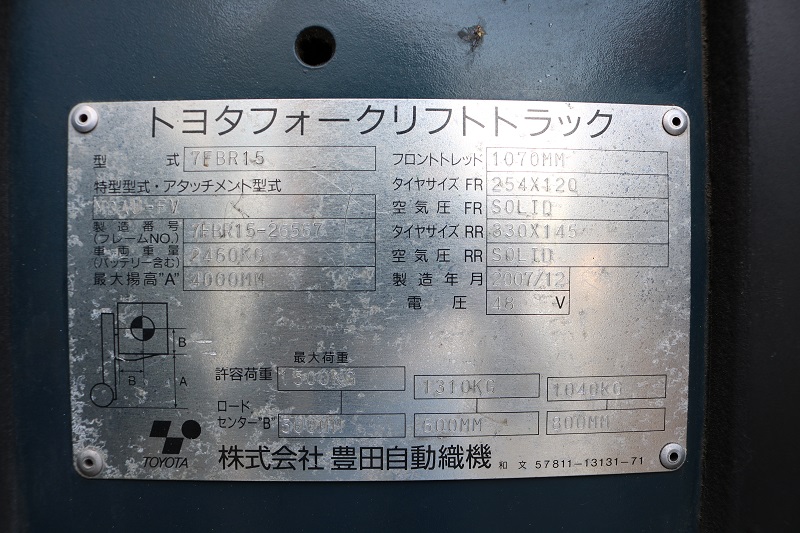 トヨタフォークリフトトラック
型 式 7FBR15
特型型式・アタッチメント型式
製造番号 (フレームNO.)
車両重量 (バッテリー含む) 2460KG
最大揚高"A" 4000MM
フロントトレッド 1070MM
タイヤサイズ FR 254X120
空気圧 FR SOLID
タイヤサイズ RR 330X145
空気圧 RR SOLID
製造年月 2007/12
電圧 48 V
B
B
A
最大荷重
許容荷重 1500KG 1310KG 1040KG
ロード
センター"B" 500MM 600MM 800MM
TOYOTA 株式会社 豊田自動織機 和文 57811-13131-71